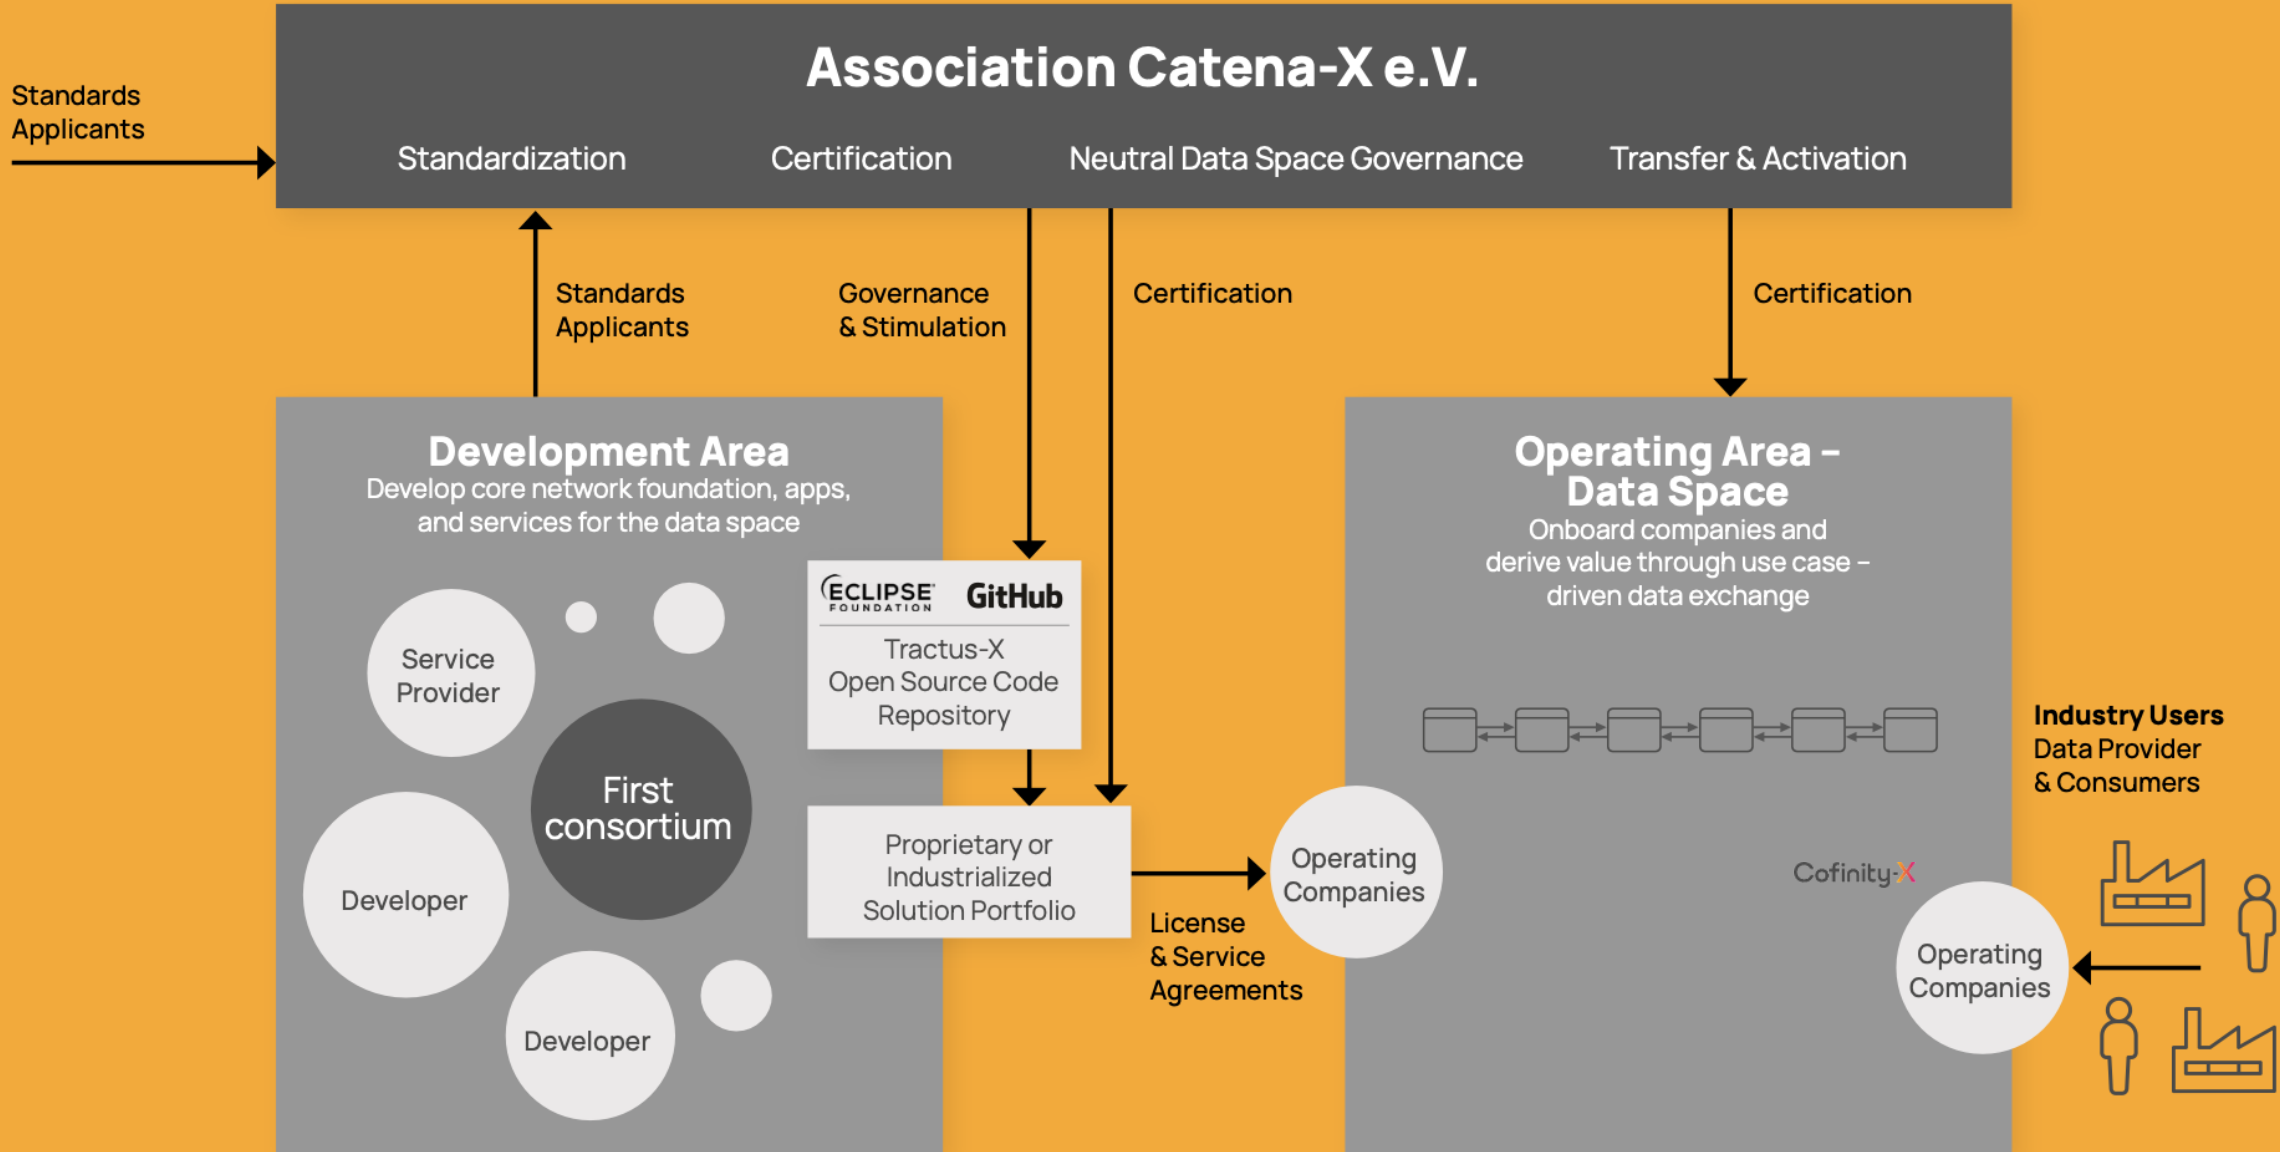 Association Catena-X e.V.
Standards
Applicants
Standardization
Certification
Neutral Data Space Governance
Transfer & Activation
Standards
Applicants
Governance
& Stimulation
Certification
Certification
Development Area
Develop core network foundation, apps,
and services for the data space
Service
Provider
First
consortium
Developer
Developer
ECLIPSE
FOUNDATION
GitHub
Tractus-X
Open Source Code
Repository
Proprietary or
Industrialized
Solution Portfolio
License
& Service
Agreements
Operating
Companies
Operating Area –
Data Space
Onboard companies and
derive value through use case –
driven data exchange
Cofinity-X
Operating
Companies
Industry Users
Data Provider
& Consumers